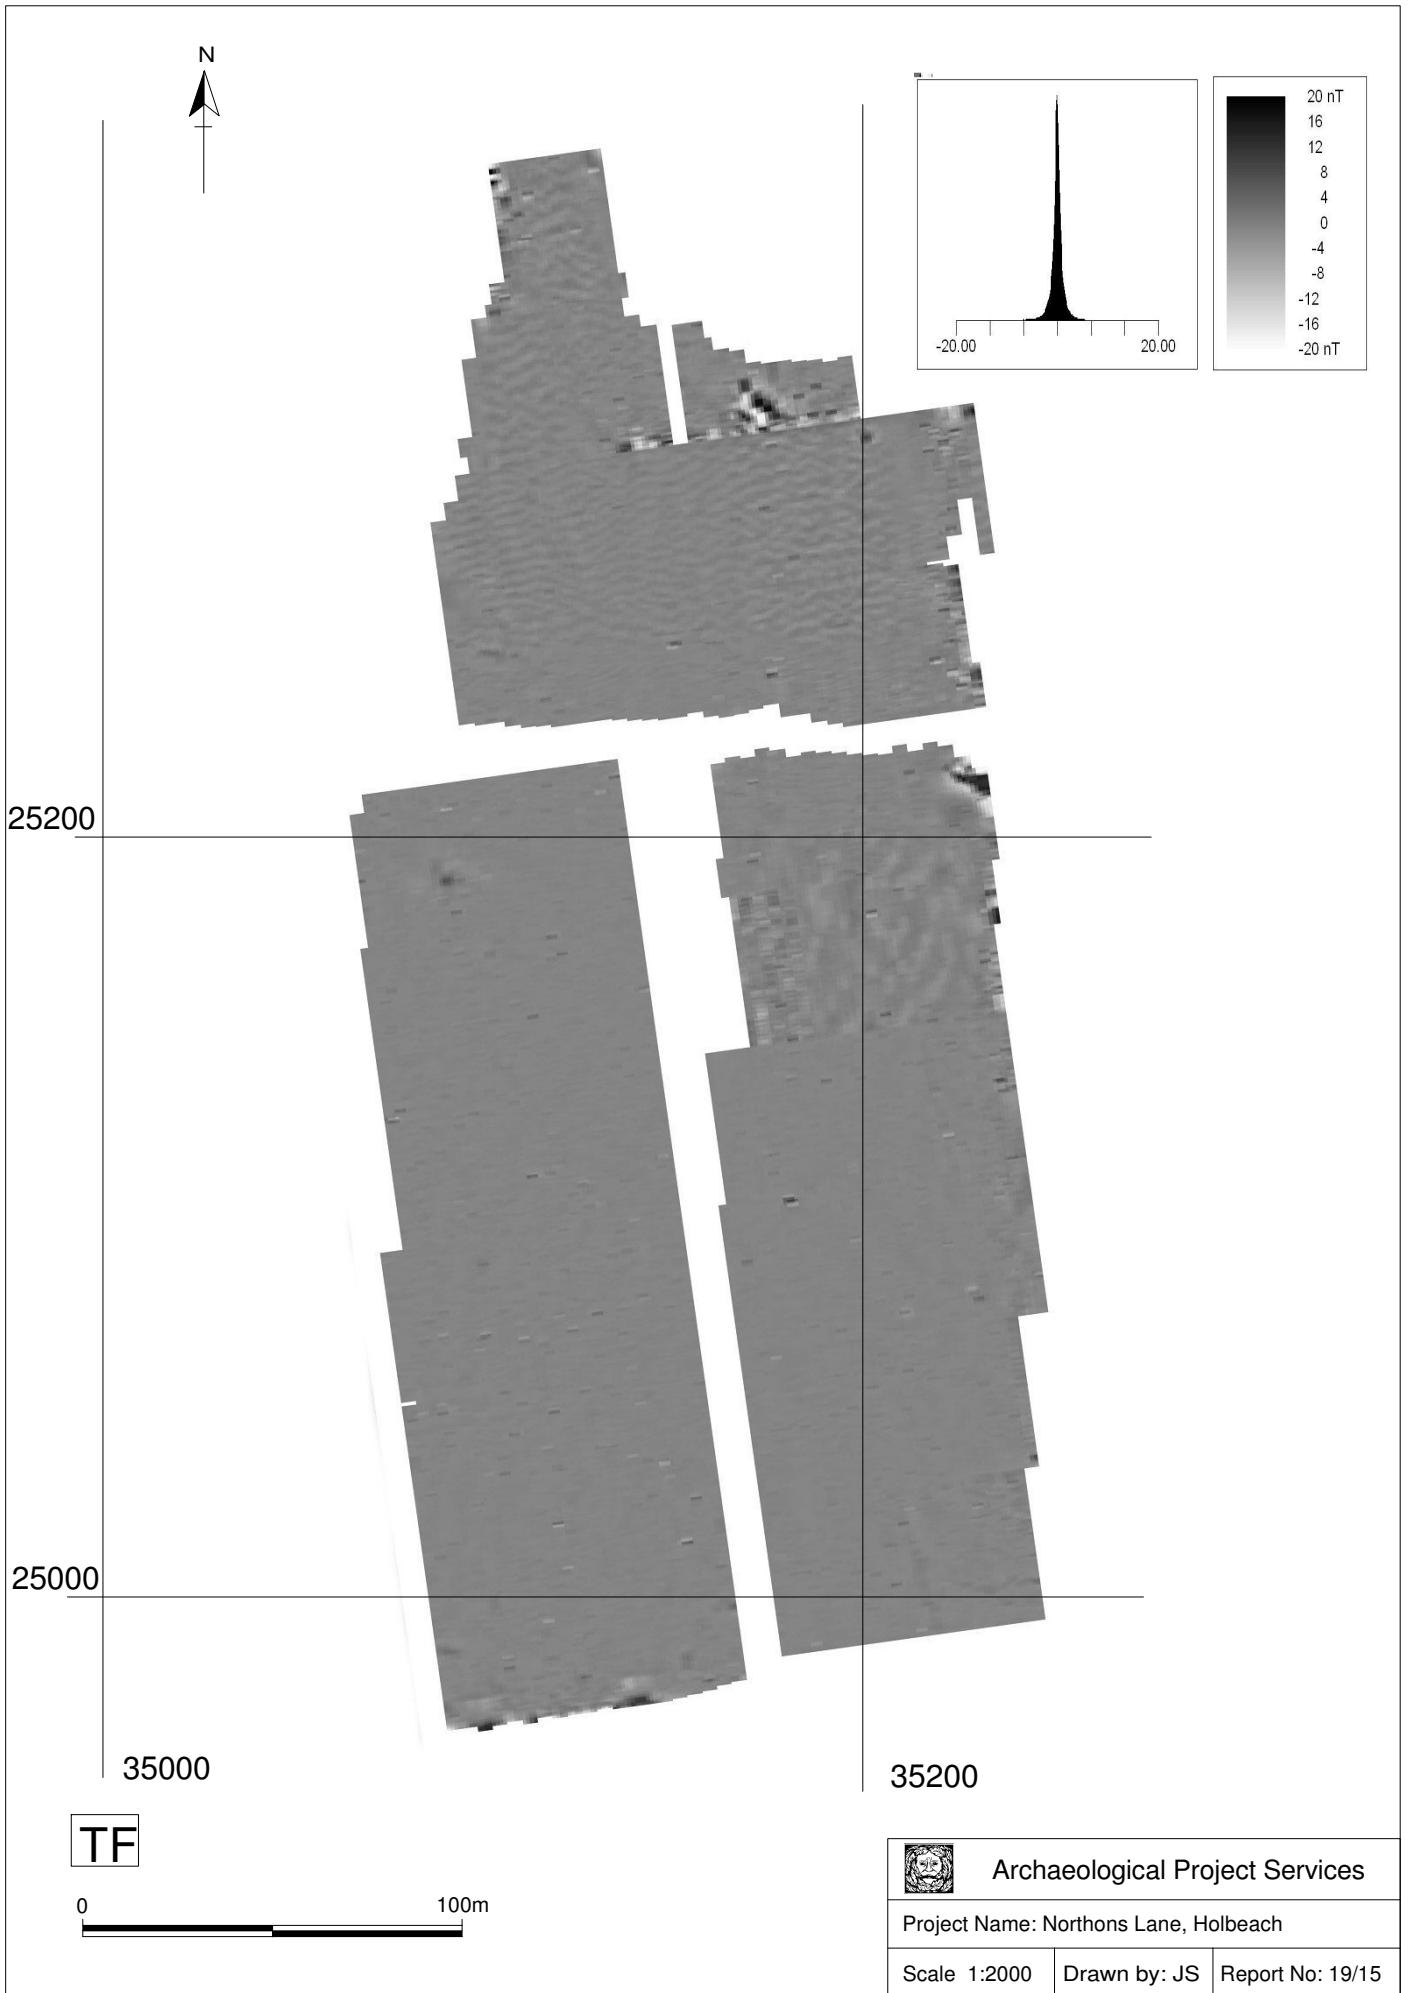 N
20 nT
16
12
8
4
0
-4
-8
-12
-16
-20 nT
-20.00 20.00
25200
25000
35000
35200
TF
0 100m
Archaeological Project Services
Project Name: Northons Lane, Holbeach
Scale 1:2000 Drawn by: JS Report No: 19/15